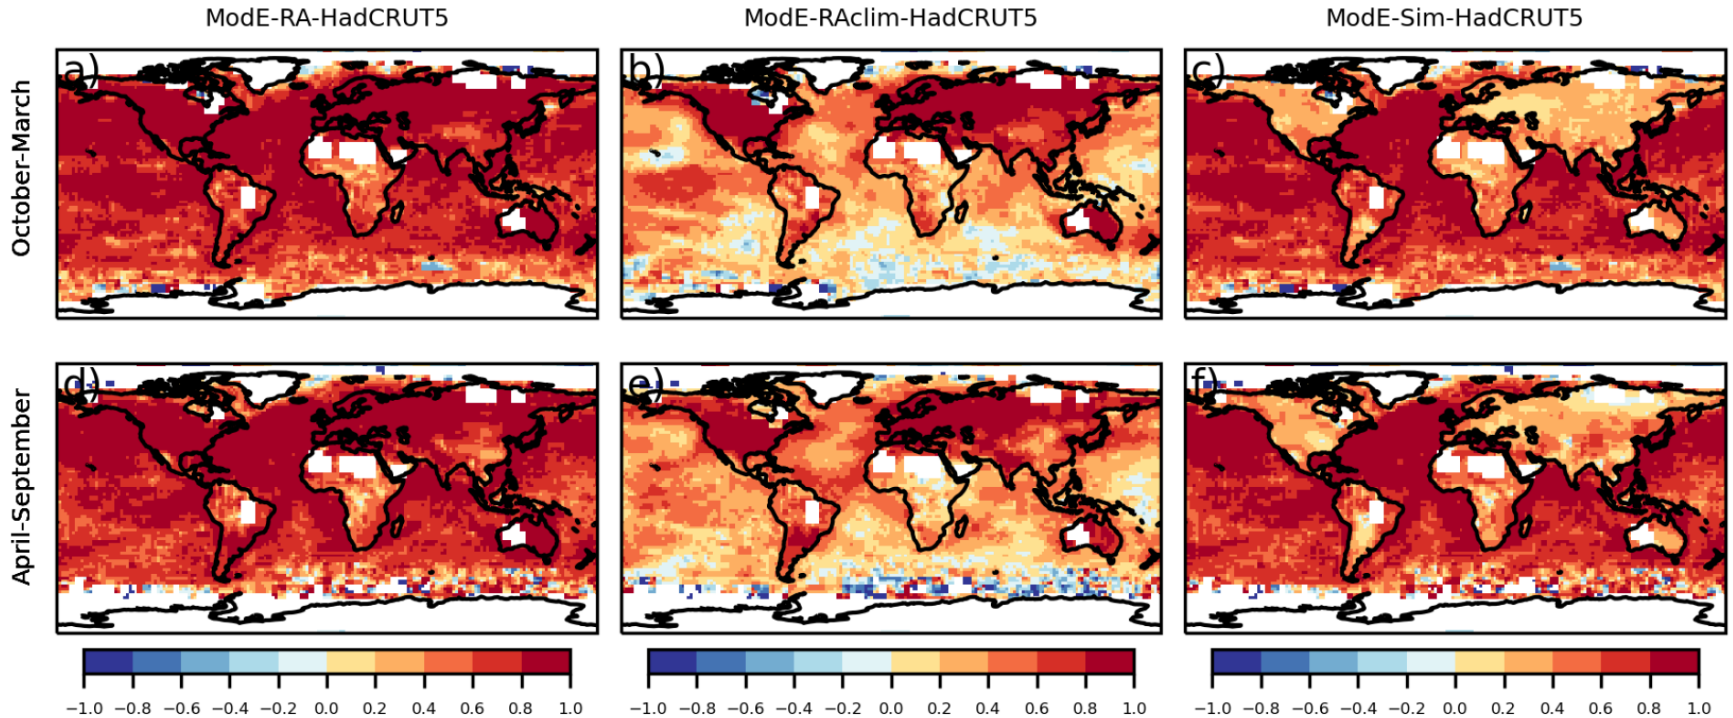 ModE-RA-HadCRUT5 ModE-RAclim-HadCRUT5 ModE-Sim-HadCRUT5
October-March
a) b) c)
April-September
d) e) f)
−1.0 −0.8 −0.6 −0.4 −0.2 0.0 0.2 0.4 0.6 0.8 1.0 −1.0 −0.8 −0.6 −0.4 −0.2 0.0 0.2 0.4 0.6 0.8 1.0 −1.0 −0.8 −0.6 −0.4 −0.2 0.0 0.2 0.4 0.6 0.8 1.0